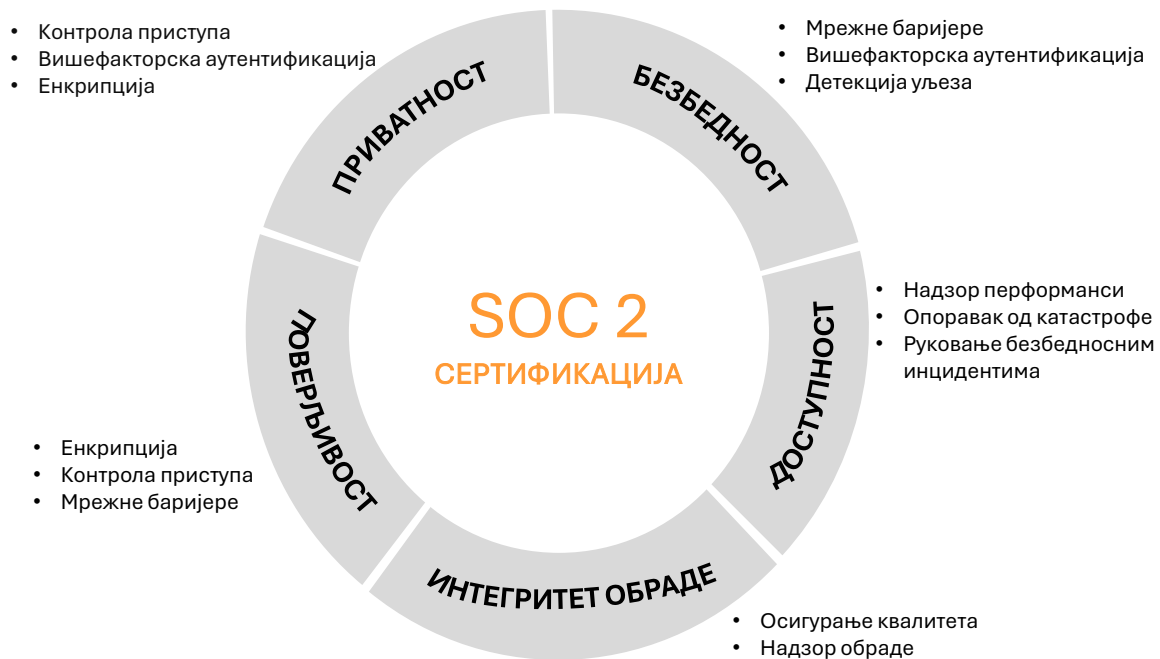 Контрола приступа
Вишефакторска аутентификација
Енкрипција
ПРИВАТНОСТ
БЕЗБЕДНОСТ
Мрежне баријере
Вишефакторска аутентификација
Детекција уљеза
SOC 2
СЕРТИФИКАЦИЈА
ДОСТУПНОСТ
Надзор перформанси
Опоравак од катастрофе
Руковање безбедносним
инцидентима
ПОВЕРЉИВОСТ
Енкрипција
Контрола приступа
Мрежне баријере
ИНТЕГРИТЕТ ОБРАДЕ
Осигурање квалитета
Надзор обраде